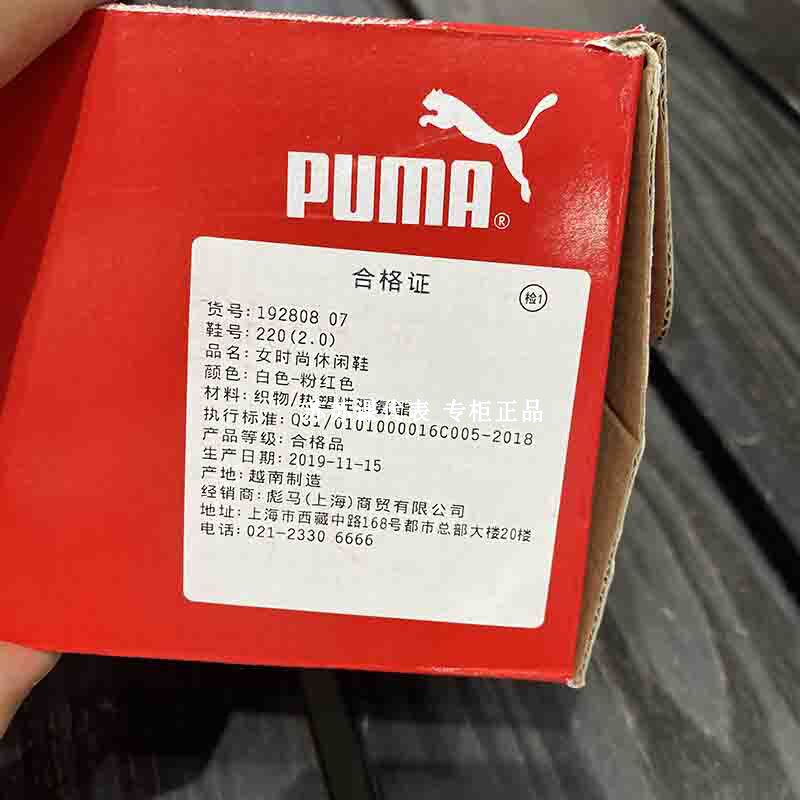 PUMA
®
合格证
检1
货号:192808 07
鞋号:220(2.0)
品名:女时尚休闲鞋
颜色:白色-粉红色
材料:织物/热塑性
表 专柜正品
执行标准:Q31/0101000016C005-2018
产品等级:合格品
生产日期:2019-11-15
产地:越南制造
经销商:彪马(上海)商贸有限公司
地址:上海市西藏中路168号都市总部大楼20楼
电话:021-2330 6666